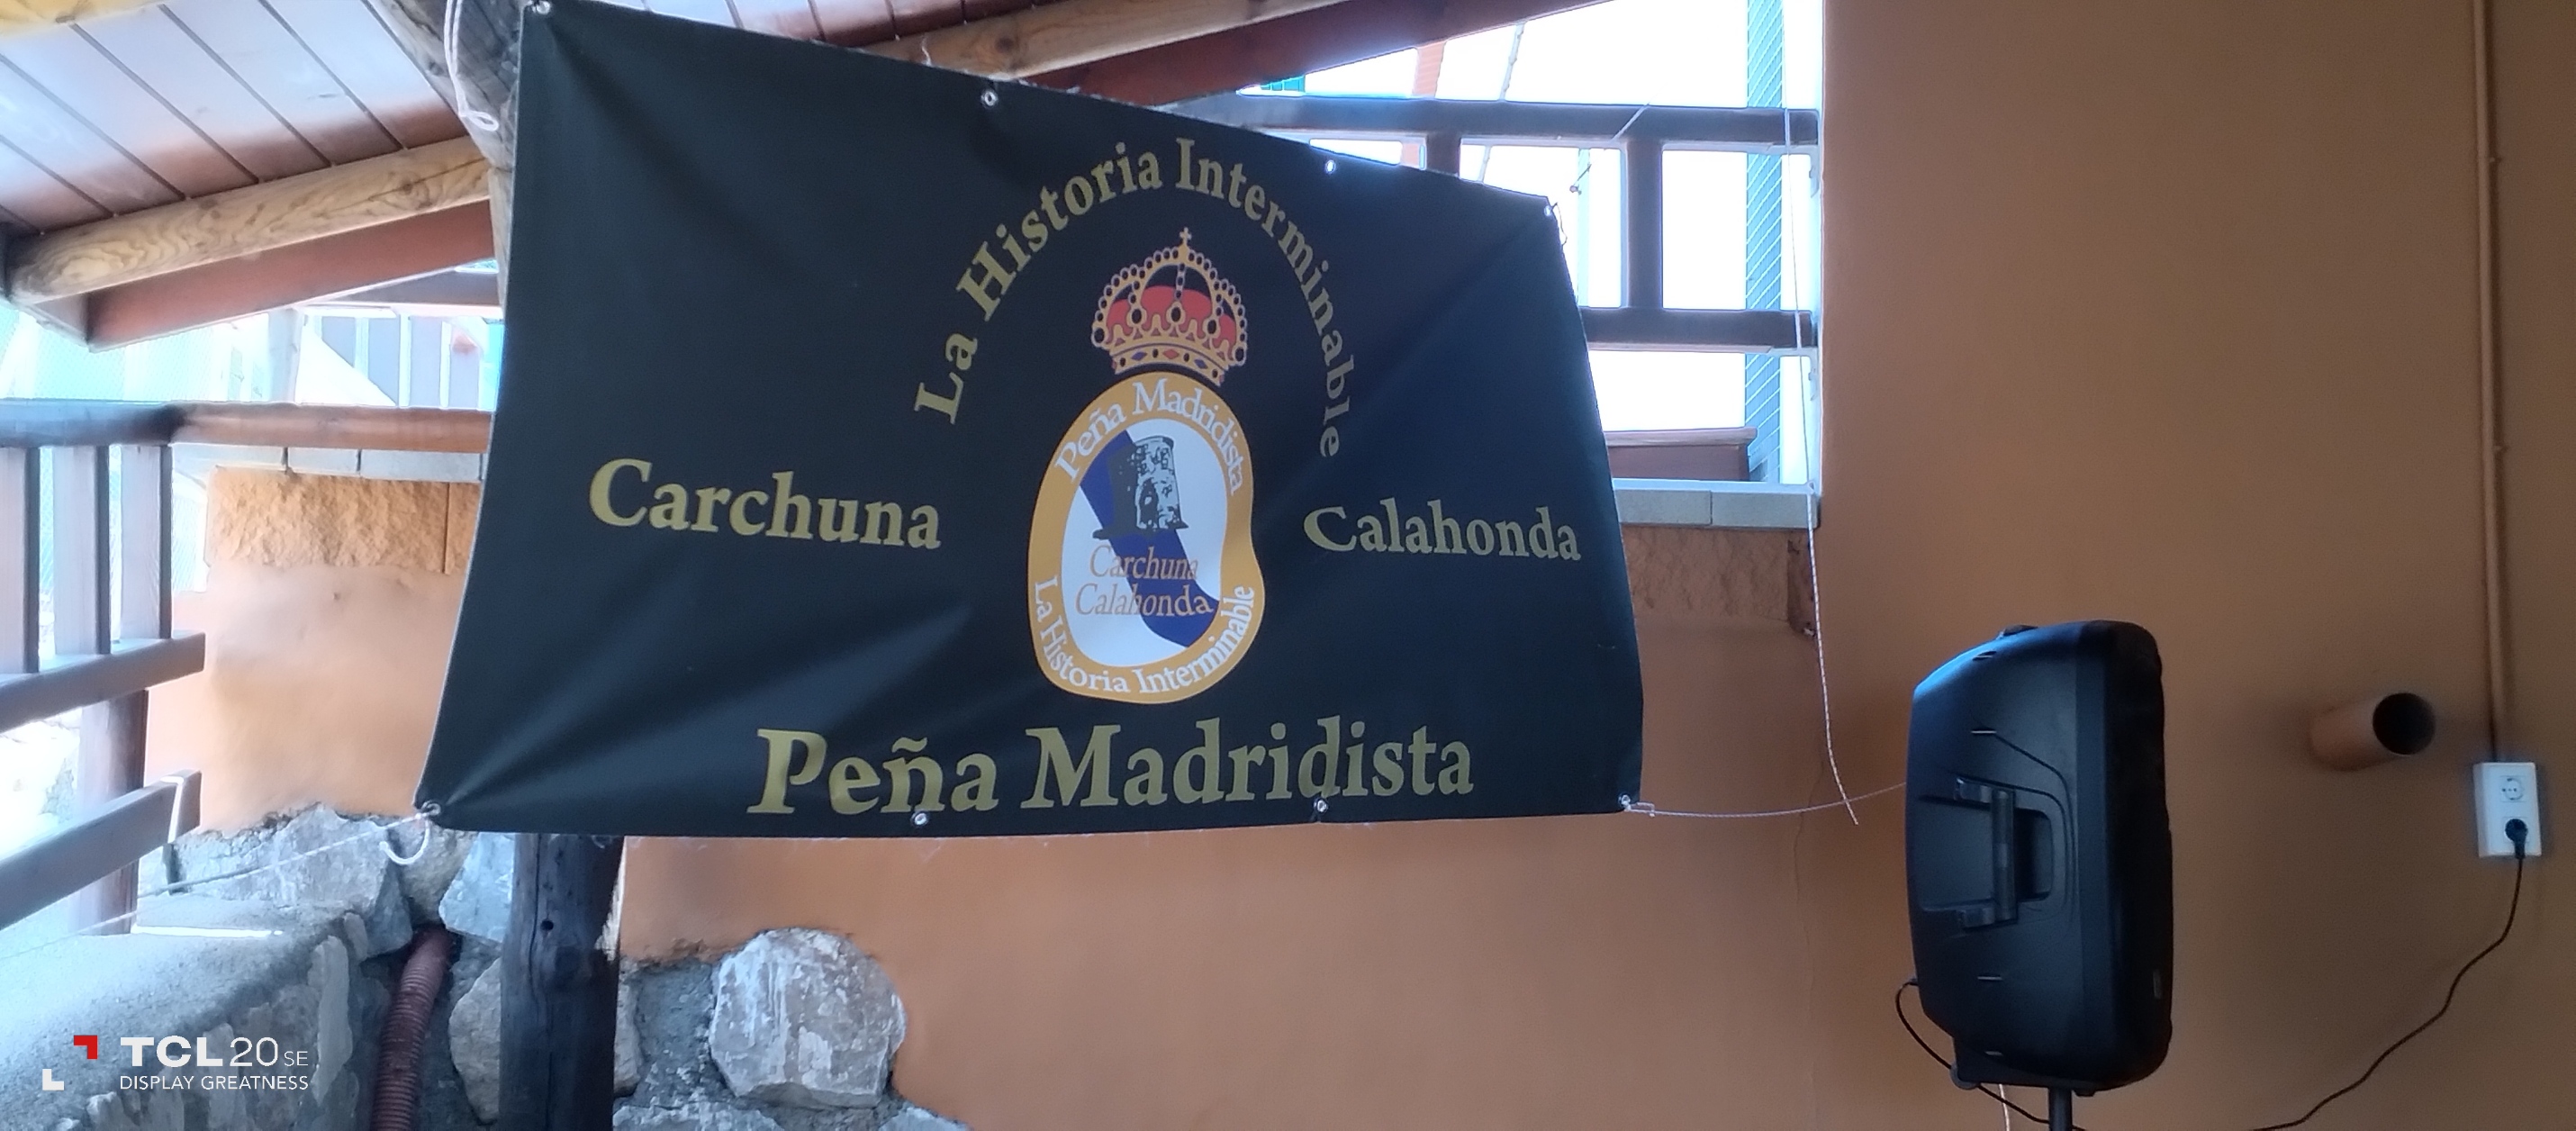 La Historia Interminable
Peña Madridista
Carchuna
Calahonda
Carchuna
Calahonda
La Historia Interminable
Peña Madridista
TCL 20 SE
DISPLAY GREATNESS